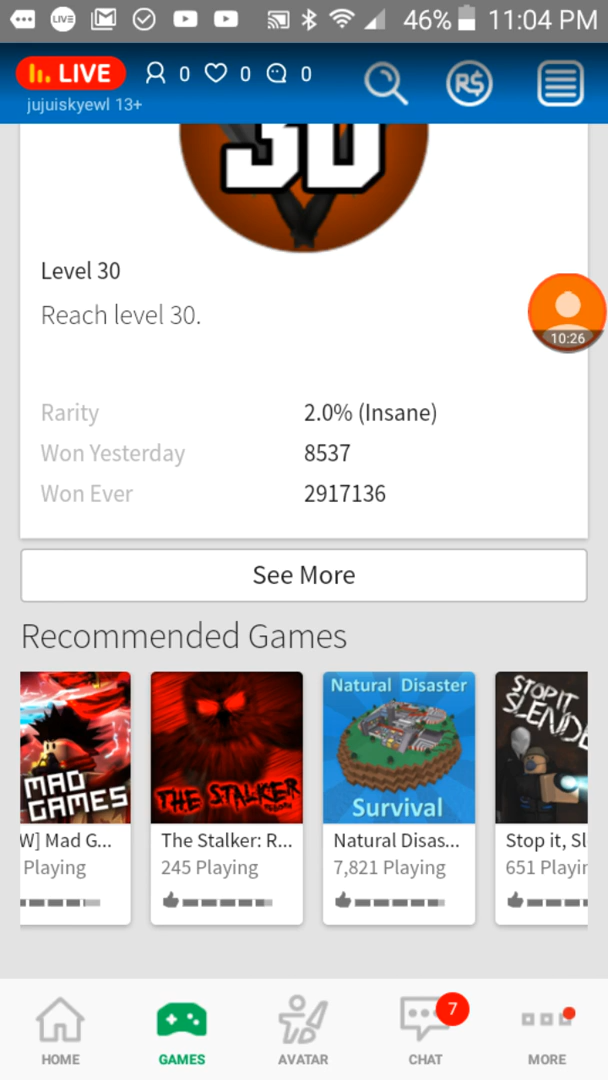 LIVE
46% 11:04 PM
LIVE 0 0 0
R$
jujuiskyewl 13+
30
Level 30
Reach level 30.
10:26
Rarity 2.0% (Insane)
Won Yesterday 8537
Won Ever 2917136
See More
Recommended Games
MAD GAMES
THE STALKER
REBORN
Natural Disaster
Survival
STOP IT
SLENDE
W] Mad G... The Stalker: R... Natural Disas... Stop it, Sl
Playing 245 Playing 7,821 Playing 651 Playin
7
HOME GAMES AVATAR CHAT MORE